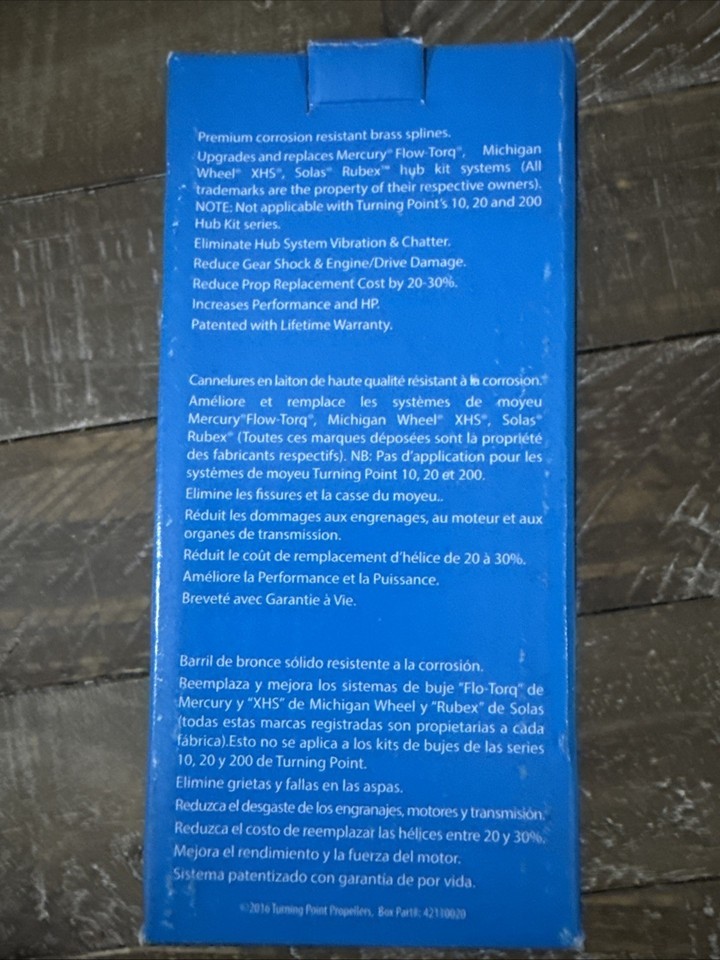 Premium corrosion resistant brass splines.
Upgrades and replaces Mercury® Flow-Torq®, Michigan
Wheel® XHS®, Solas® Rubex™ hub kit systems (All
trademarks are the property of their respective owners).
NOTE: Not applicable with Turning Point's 10, 20 and 200
Hub Kit series.
Eliminate Hub System Vibration & Chatter.
Reduce Gear Shock & Engine/Drive Damage.
Reduce Prop Replacement Cost by 20-30%.
Increases Performance and HP.
Patented with Lifetime Warranty.
Cannelures en laiton de haute qualité résistant à la corrosion.
Améliore et remplace les systèmes de moyeu
Mercury®Flow-Torq®, Michigan Wheel® XHS®, Solas®
Rubex® (Toutes ces marques déposées sont la propriété
des fabricants respectifs). NB: Pas d'application pour les
systèmes de moyeu Turning Point 10, 20 et 200.
Elimine les fissures et la casse du moyeu..
Réduit les dommages aux engrenages, au moteur et aux
organes de transmission.
Réduit le coût de remplacement d'hélice de 20 à 30%.
Améliore la Performance et la Puissance.
Breveté avec Garantie à Vie.
Barril de bronce sólido resistente a la corrosión.
Reemplaza y mejora los sistemas de buje "Flo-Torq" de
Mercury y "XHS" de Michigan Wheel y "Rubex" de Solas
(todas estas marcas registradas son propietarias a cada
fábrica).Esto no se aplica a los kits de bujes de las series
10, 20 y 200 de Turning Point.
Elimine grietas y fallas en las aspas.
Reduzca el desgaste de los engranajes, motores y transmisión.
Reduzca el costo de reemplazar las hélices entre 20 y 30%.
Mejora el rendimiento y la fuerza del motor.
Sistema patentizado con garantía de por vida.
©2016 Turning Point Propellers, Box Part#: 42110020